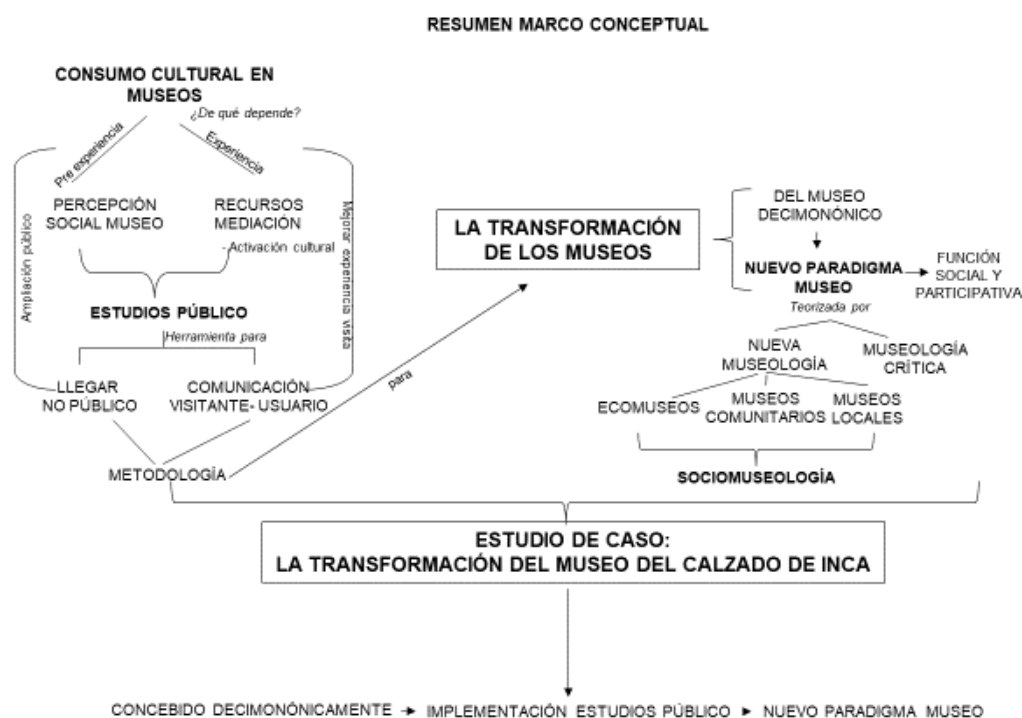 RESUMEN MARCO CONCEPTUAL
CONSUMO CULTURAL EN
MUSEOS
¿De qué depende?
Pre experiencia
Experiencia
PERCEPCIÓN
SOCIAL MUSEO
RECURSOS
MEDIACIÓN
- Activación cultural
Ampliación público
Mejorar experiencia visita
ESTUDIOS PÚBLICO
Herramienta para
LLEGAR
NO PÚBLICO
COMUNICACIÓN
VISITANTE- USUARIO
METODOLOGÍA
para
LA TRANSFORMACIÓN
DE LOS MUSEOS
DEL MUSEO
DECIMONÓNICO
NUEVO PARADIGMA
MUSEO
FUNCIÓN
SOCIAL Y
PARTICIPATIVA
Teorizada por
NUEVA
MUSEOLOGÍA
MUSEOLOGÍA
CRÍTICA
ECOMUSEOS
MUSEOS
COMUNITARIOS
MUSEOS
LOCALES
SOCIOMUSEOLOGÍA
ESTUDIO DE CASO:
LA TRANSFORMACIÓN DEL MUSEO DEL CALZADO DE INCA
CONCEBIDO DECIMONÓNICAMENTE → IMPLEMENTACIÓN ESTUDIOS PÚBLICO ▸ NUEVO PARADIGMA MUSEO